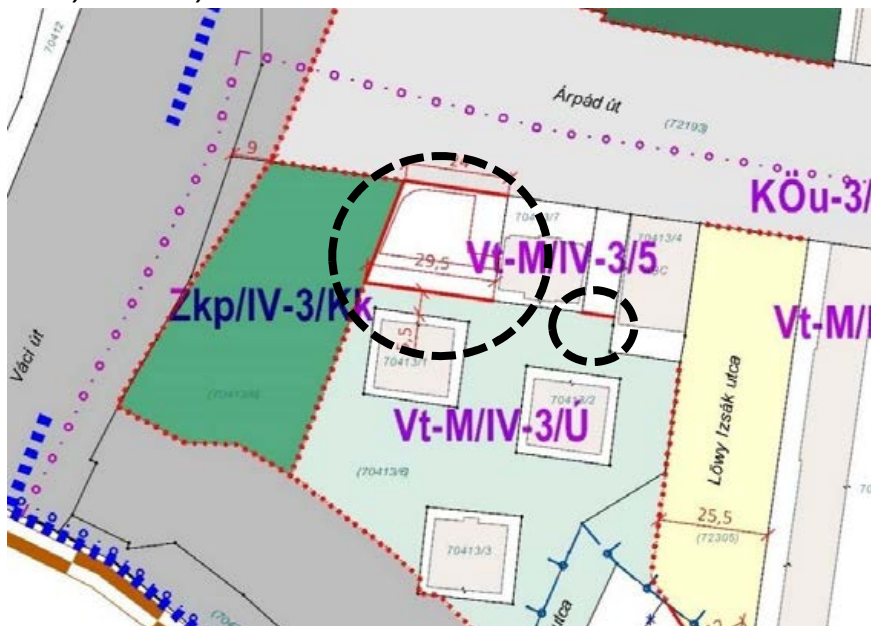 70412
Árpád út
(72193)
9
24
KÖu-3/
70413/7
70413/4
Vt-M/IV-3/5
29,5
Zkp/IV-3/Kk
Vt-M/
Váci út
70413/1
70413/2
Vt-M/IV-3/Ú
Lőwy Izsák utca
(70413/6)
25,5
(72305)
70413/3
utca